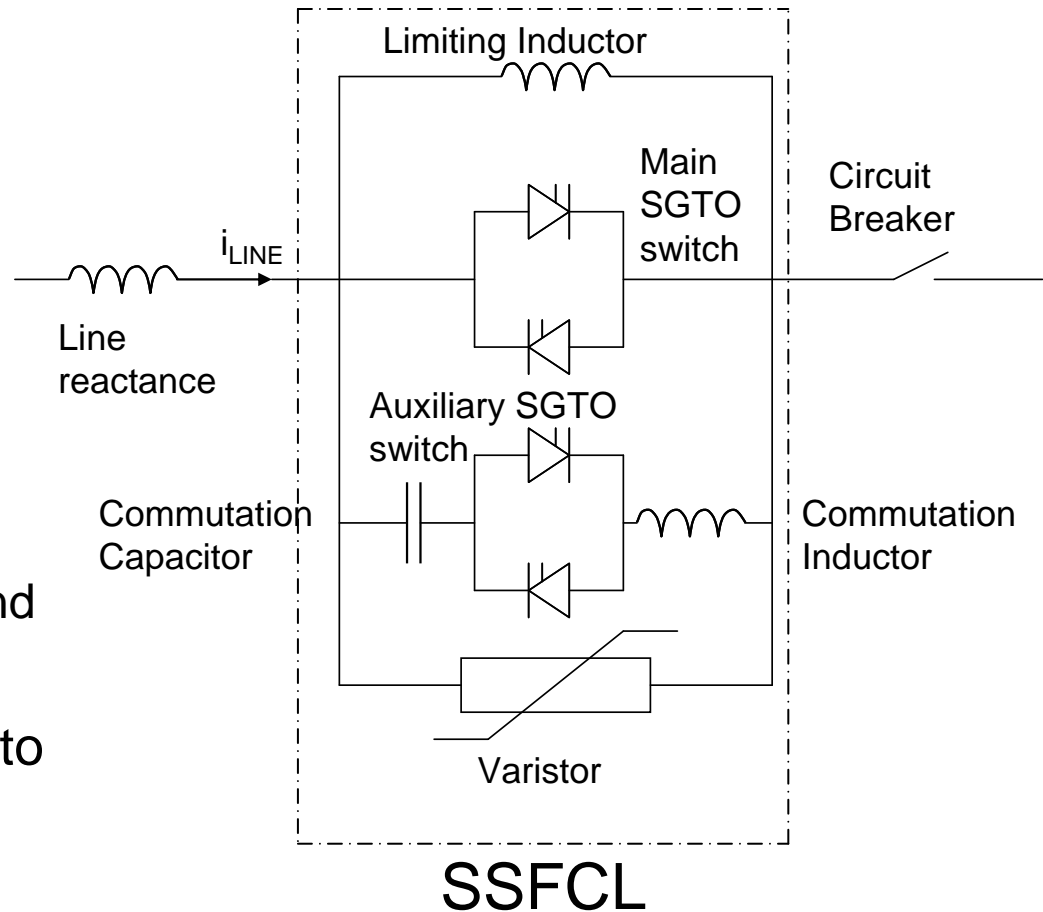 Limiting Inductor
Main
SGTO
switch
Circuit
Breaker
iLINE
Line
reactance
Auxiliary SGTO
switch
Commutation
Capacitor
Commutation
Inductor
nd
to
Varistor
SSFCL